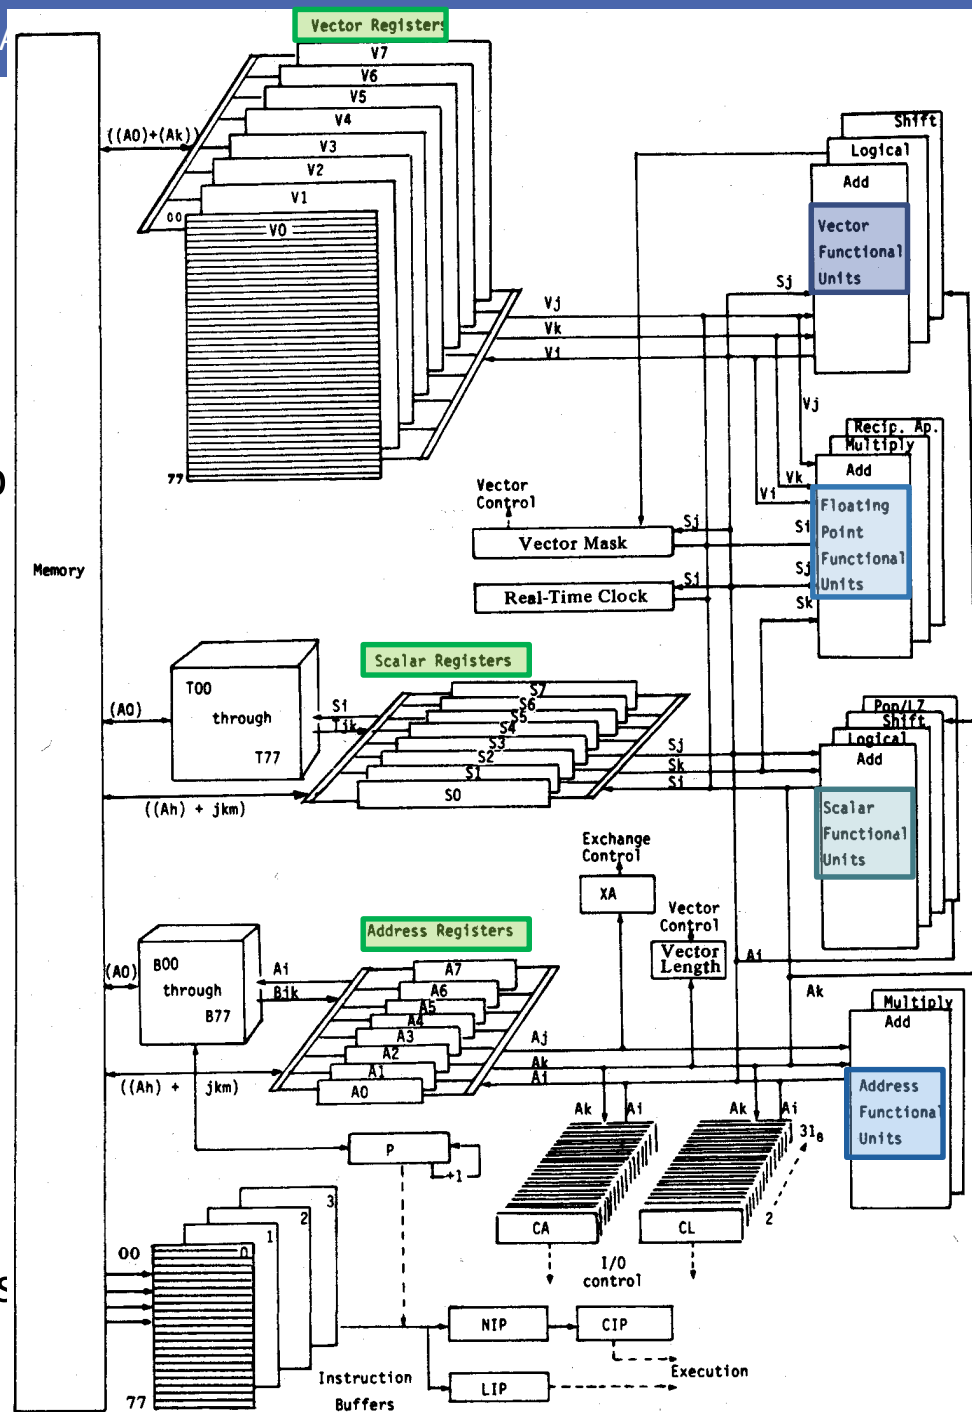 Vector Registers
V7
V6
V5
V4
V3
V2
V1
V0
00
77
((A0)+(Ak))
Memory
Shift
Logical
Add
Vector
Functional
Units
Sj
Vj
Vk
Vi
Vj
Recip. Ap.
Multiply
Add
Vk
Vi
Floating
Point
Functional
Units
Si
Sj
Sk
Vector
Control
Vector Mask
Sj
Real-Time Clock
Sj
Scalar Registers
T00
through
T77
(A0)
Si
Tjk
S7
S6
S5
S4
S3
S2
S1
S0
((Ah) + jkm)
Sj
Sk
Si
Pop/LZ
Shift
Logical
Add
Scalar
Functional
Units
Exchange
Control
XA
Vector
Control
Vector
Length
Ai
Ak
Address Registers
B00
through
B77
(A0)
Ai
Bjk
A7
A6
A5
A4
A3
A2
A1
A0
((Ah) + jkm)
Aj
Ak
Ai
Multiply
Add
Address
Functional
Units
Ak
Ai
Ak
Ai
318
2
CA
CL
I/O
control
P
+1
3
2
1
0
00
77
Instruction
Buffers
NIP
CIP
LIP
Execution